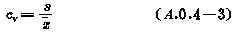 c_v = s / x̄ (A.0.4-3)